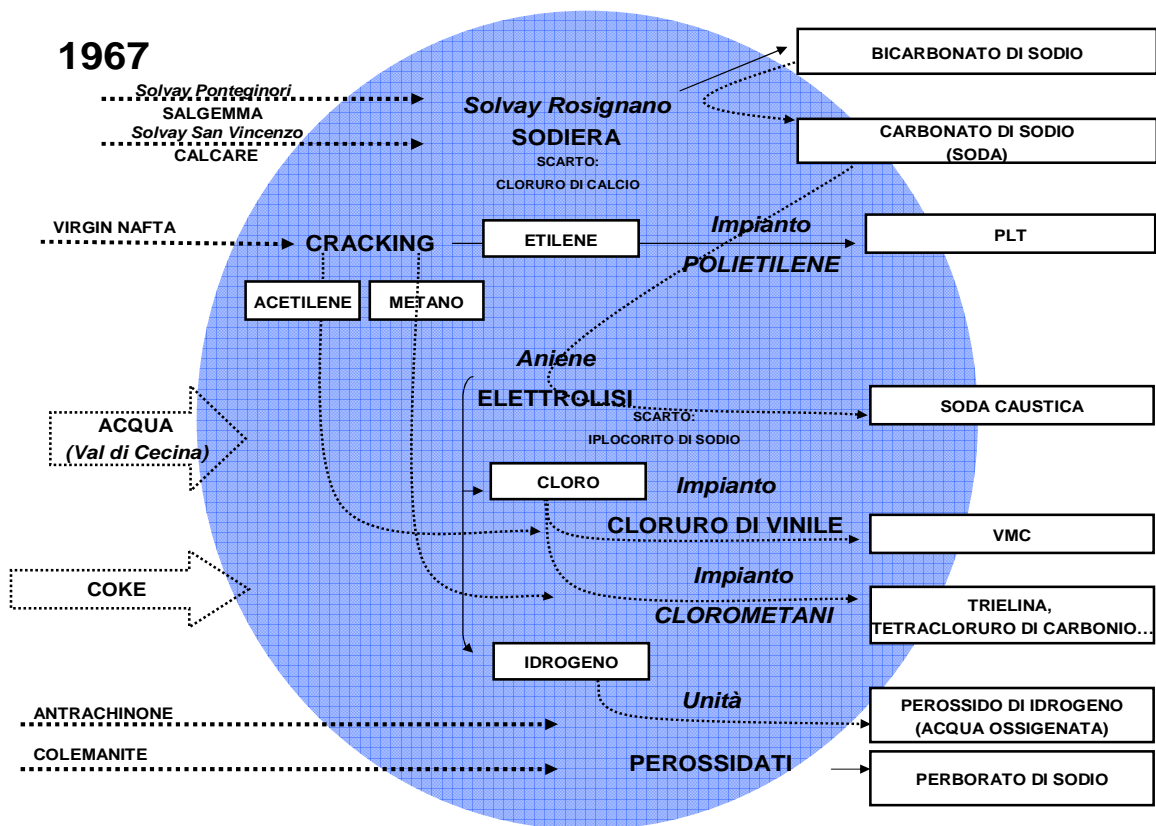 1967
BICARBONATO DI SODIO
Solvay Ponteginori
SALGEMMA
Solvay San Vincenzo
CALCARE
Solvay Rosignano
SODIERA
SCARTO:
CLORURO DI CALCIO
CARBONATO DI SODIO
(SODA)
VIRGIN NAFTA
CRACKING
ETILENE
Impianto
POLIETILENE
PLT
ACETILENE
METANO
Aniene
ELETTROLISI
SCARTO:
IPLOCORITO DI SODIO
SODA CAUSTICA
ACQUA
(Val di Cecina)
CLORO
Impianto
CLORURO DI VINILE
VMC
COKE
Impianto
CLOROMETANI
TRIELINA,
TETRACLORURO DI CARBONIO…
IDROGENO
Unità
PEROSSIDO DI IDROGENO
(ACQUA OSSIGENATA)
ANTRACHINONE
COLEMANITE
PEROSSIDATI
PERBORATO DI SODIO